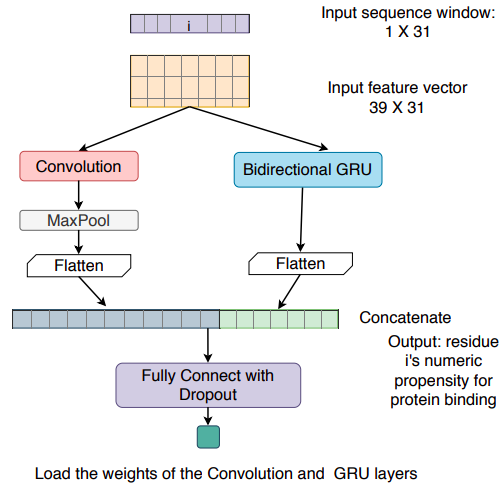 Input sequence window:
1 X 31
i
Input feature vector
39 X 31
Convolution
Bidirectional GRU
MaxPool
Flatten
Flatten
Concatenate
Output: residue
i's numeric
propensity for
protein binding
Fully Connect with
Dropout
Load the weights of the Convolution and GRU layers